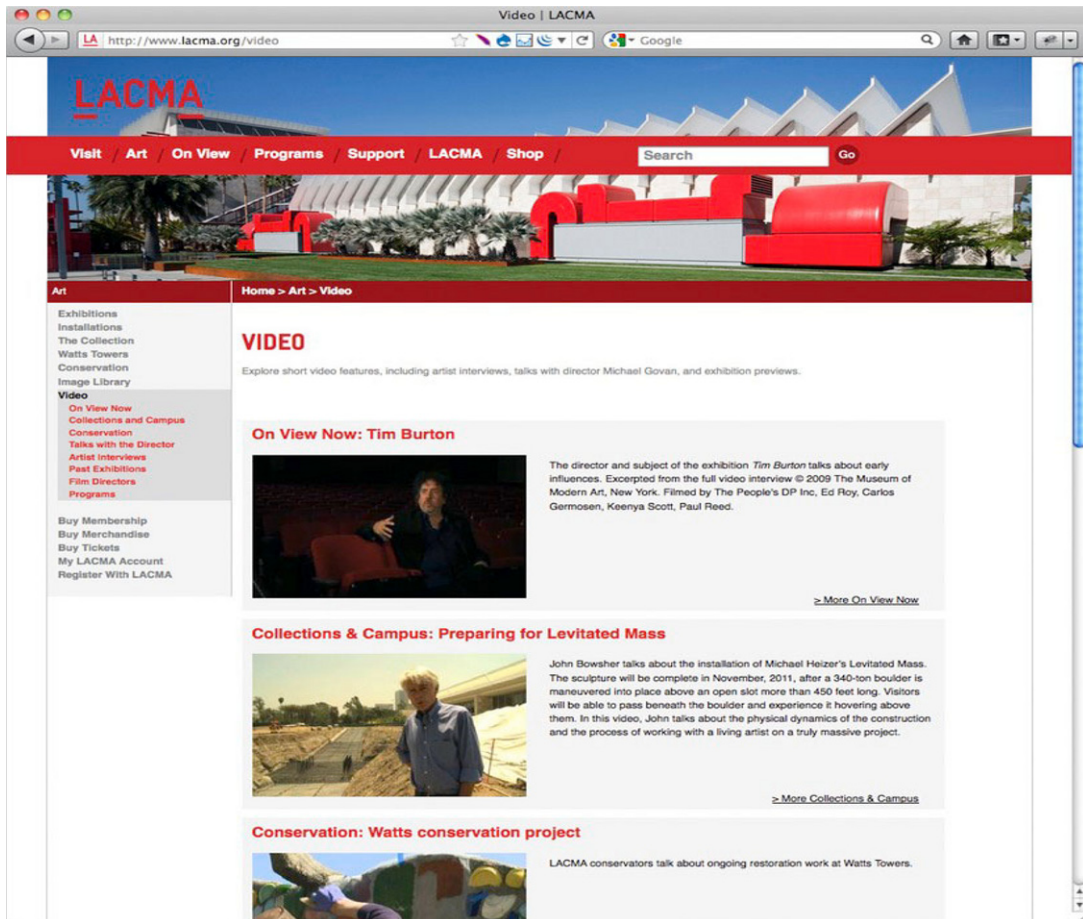 Video | LACMA
LA http://www.lacma.org/video
Google
LACMA
Visit / Art / On View / Programs / Support / LACMA / Shop /
Search
Go
Art
Home > Art > Video
Exhibitions
Installations
The Collection
Watts Towers
Conservation
Image Library
Video
On View Now
Collections and Campus
Conservation
Talks with the Director
Artist Interviews
Past Exhibitions
Film Directors
Programs
Buy Membership
Buy Merchandise
Buy Tickets
My LACMA Account
Register With LACMA
VIDEO
Explore short video features, including artist interviews, talks with director Michael Govan, and exhibition previews.
On View Now: Tim Burton
The director and subject of the exhibition Tim Burton talks about early
influences. Excerpted from the full video interview © 2009 The Museum of
Modern Art, New York. Filmed by The People's DP Inc, Ed Roy, Carlos
Germosen, Keenya Scott, Paul Reed.
> More On View Now
Collections & Campus: Preparing for Levitated Mass
John Bowsher talks about the installation of Michael Heizer's Levitated Mass.
The sculpture will be complete in November, 2011, after a 340-ton boulder is
maneuvered into place above an open slot more than 450 feet long. Visitors
will be able to pass beneath the boulder and experience it hovering above
them. In this video, John talks about the physical dynamics of the construction
and the process of working with a living artist on a truly massive project.
> More Collections & Campus
Conservation: Watts conservation project
LACMA conservators talk about ongoing restoration work at Watts Towers.